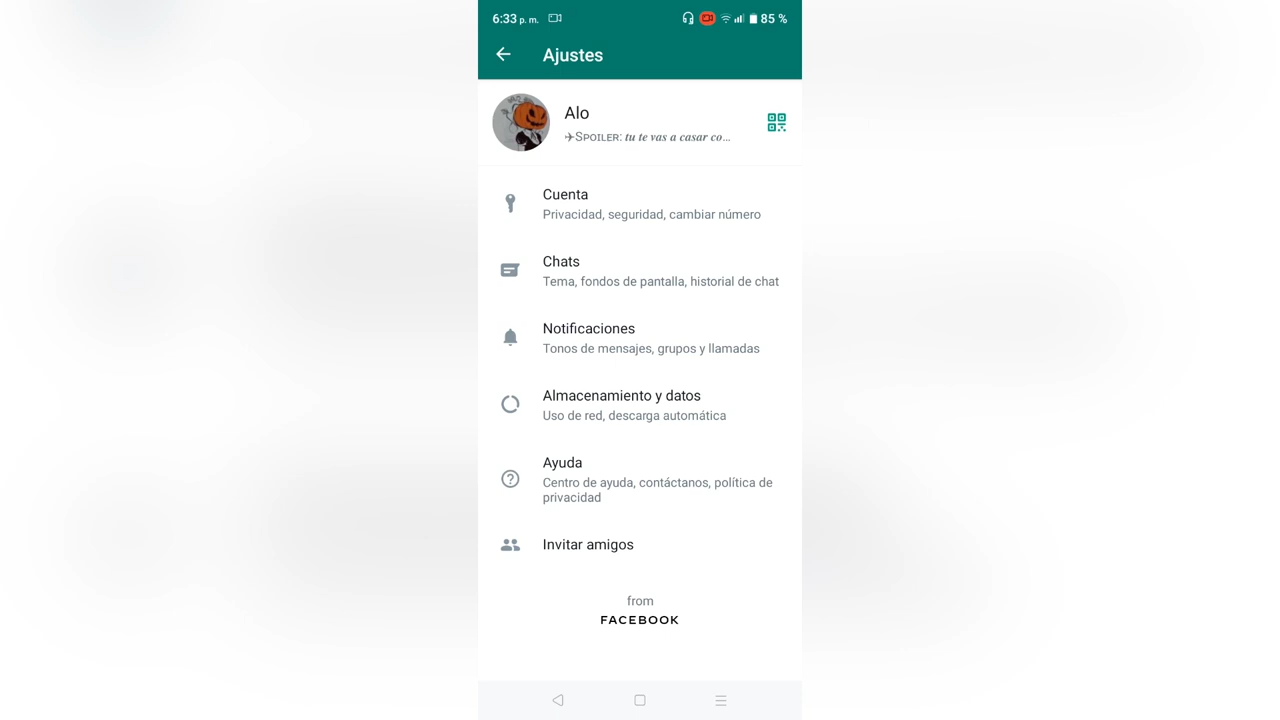 6:33 p. m. 85 %
Ajustes
Alo
✈Spoiler: tu te vas a casar co...
Cuenta
Privacidad, seguridad, cambiar número
Chats
Tema, fondos de pantalla, historial de chat
Notificaciones
Tonos de mensajes, grupos y llamadas
Almacenamiento y datos
Uso de red, descarga automática
Ayuda
Centro de ayuda, contáctanos, política de
privacidad
Invitar amigos
from
FACEBOOK